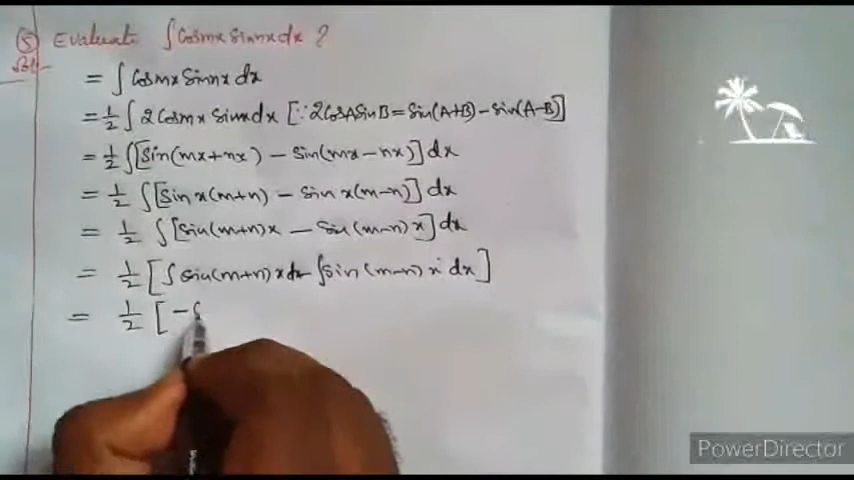 (5) Evaluate ∫Cosmx Sinnx dx ?
Sol:-
= ∫ Cosmx Sinnx dx
= 1/2 ∫ 2 Cosmx Sinnx dx [∵ 2CosA SinB = Sin(A+B) - Sin(A-B)]
= 1/2 ∫[Sin(mx+nx) - Sin(mx-nx)] dx
= 1/2 ∫[Sin x(m+n) - Sin x(m-n)] dx
= 1/2 ∫[Sin(m+n)x - Sin(m-n)x] dx
= 1/2 [∫Sin(m+n)x dx - ∫Sin(m-n)x dx]
= 1/2 [-
PowerDirector